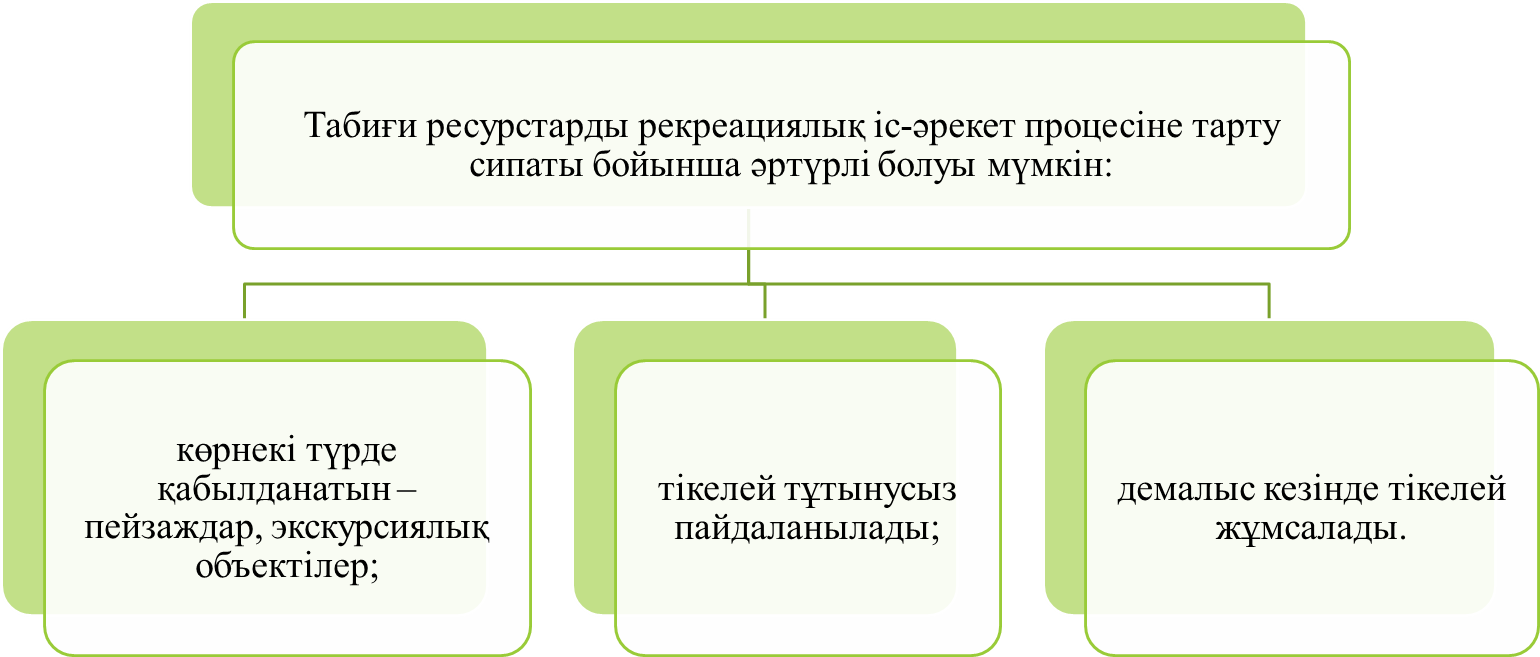 Табиғи ресурстарды рекреациялық іс-әрекет процесіне тарту
сипаты бойынша әртүрлі болуы мүмкін:
көрнекі түрде
қабылданатын –
пейзаждар, экскурсиялық
объектілер;
тікелей тұтынусыз
пайдаланылады;
демалыс кезінде тікелей
жұмсалады.